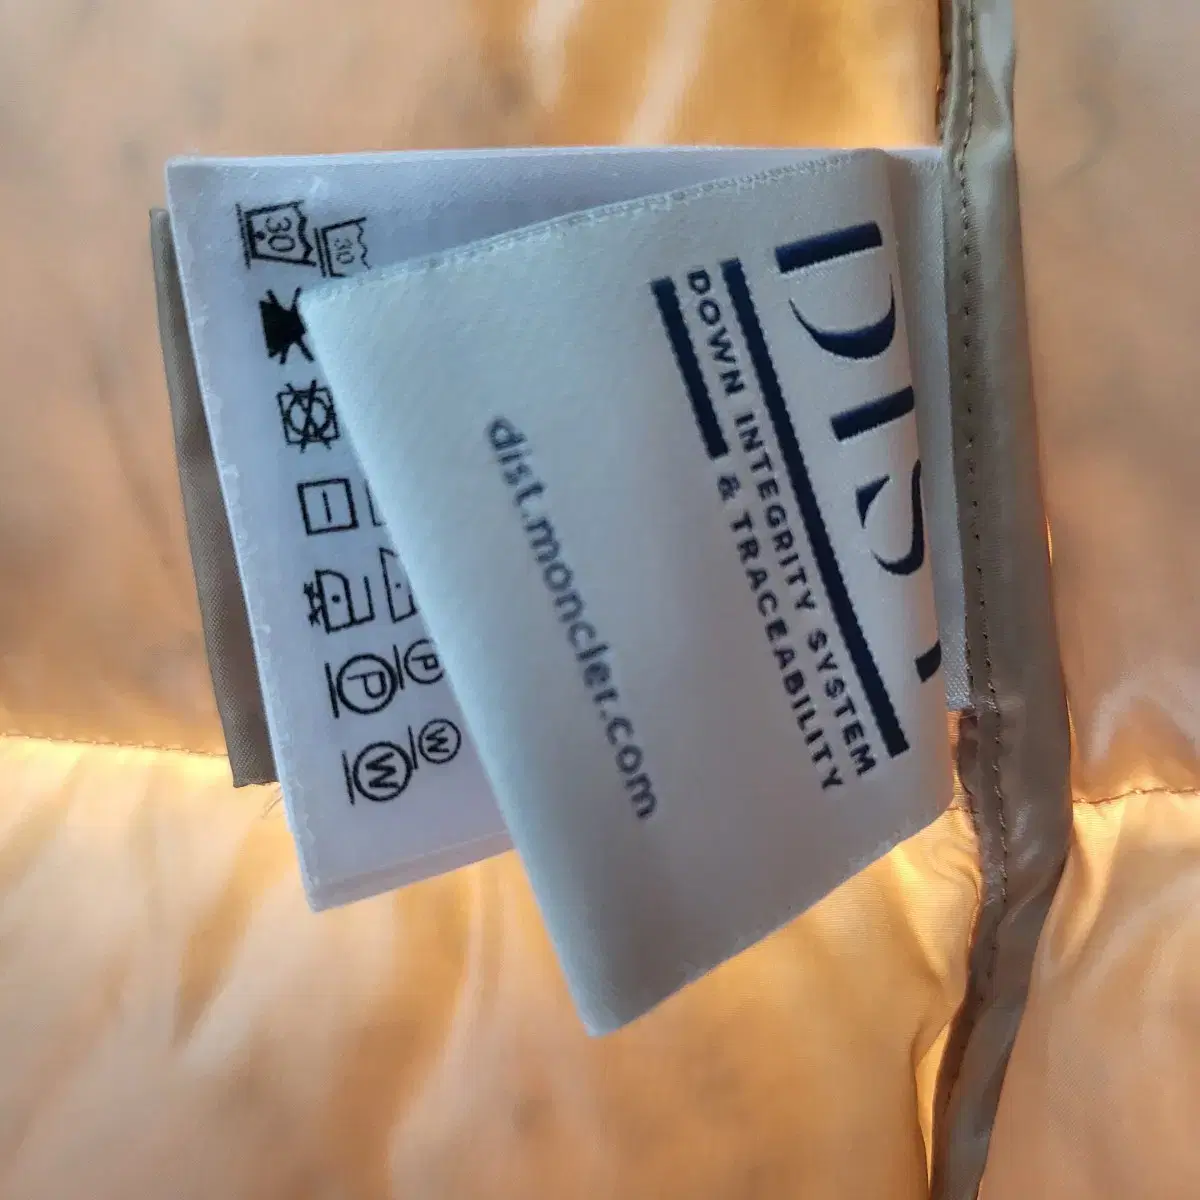 DIST
DOWN INTEGRITY SYSTEM
& TRACEABILITY
dist.moncler.com
30
30
P
P
W
W